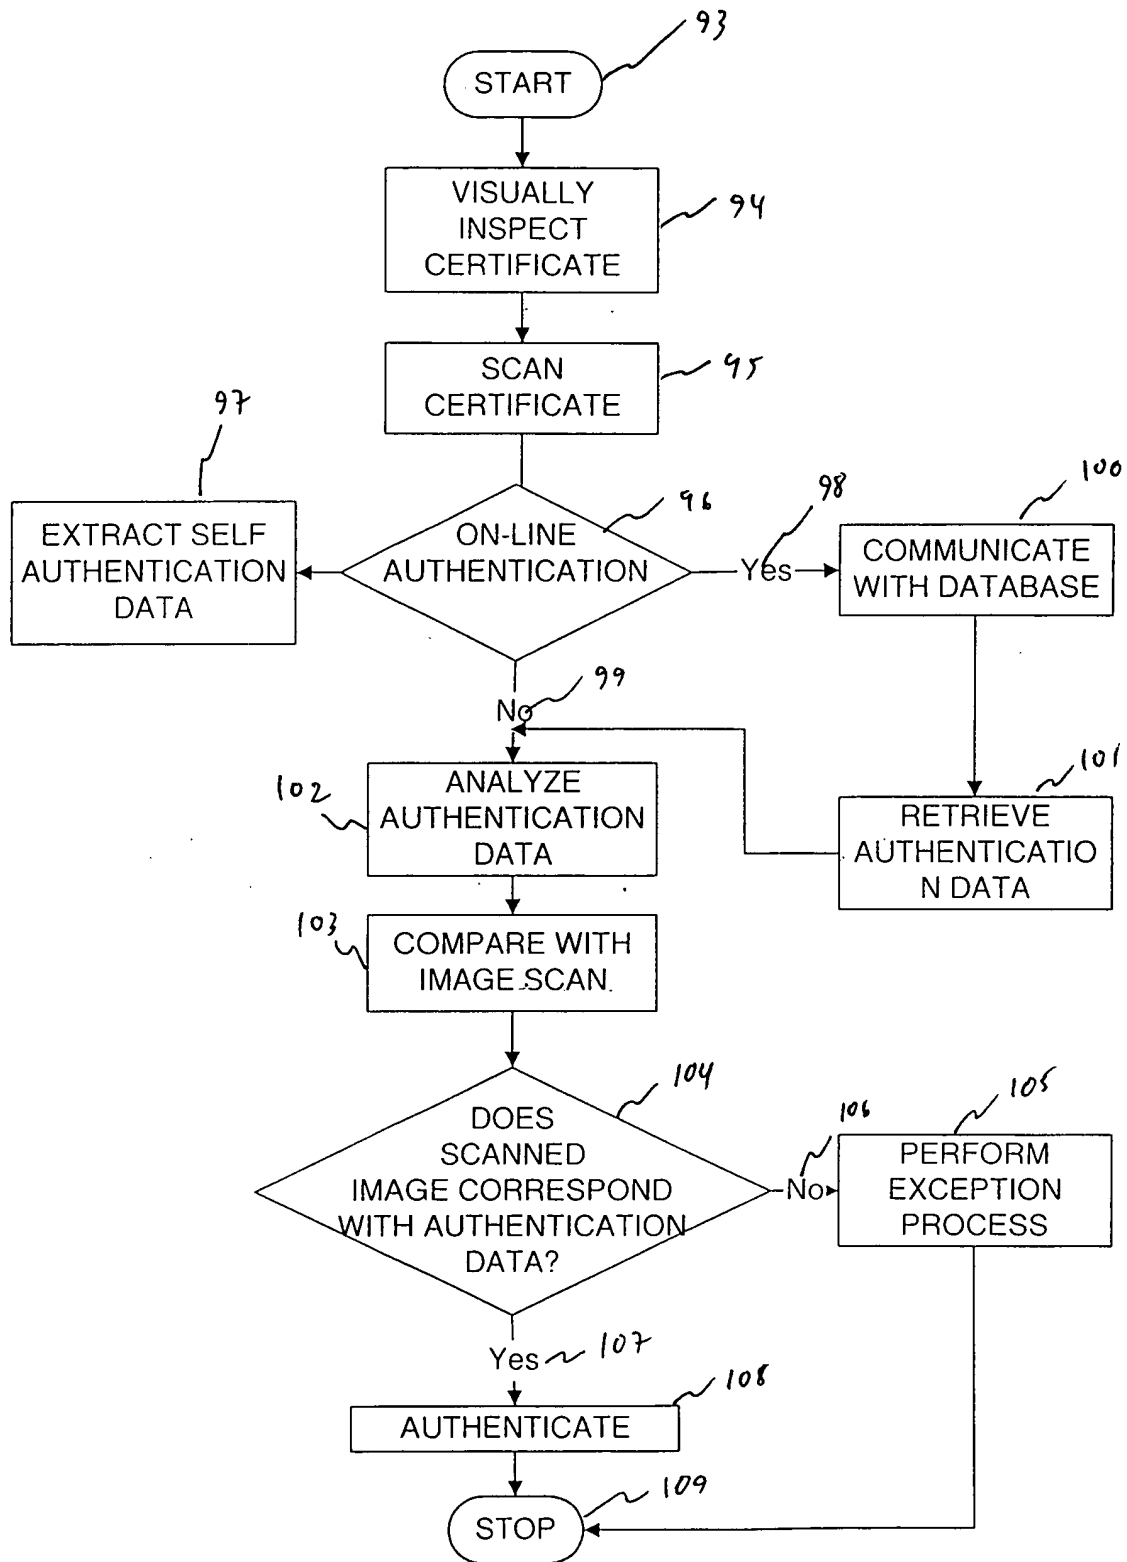 93
START
VISUALLY
INSPECT
CERTIFICATE
94
SCAN
CERTIFICATE
95
97
EXTRACT SELF
AUTHENTICATION
DATA
ON-LINE
AUTHENTICATION
96
98
Yes
100
COMMUNICATE
WITH DATABASE
99
No
101
RETRIEVE
AUTHENTICATIO
N DATA
102
ANALYZE
AUTHENTICATION
DATA
103
COMPARE WITH
IMAGE SCAN
104
DOES
SCANNED
IMAGE CORRESPOND
WITH AUTHENTICATION
DATA?
106
No
105
PERFORM
EXCEPTION
PROCESS
Yes
107
108
AUTHENTICATE
109
STOP